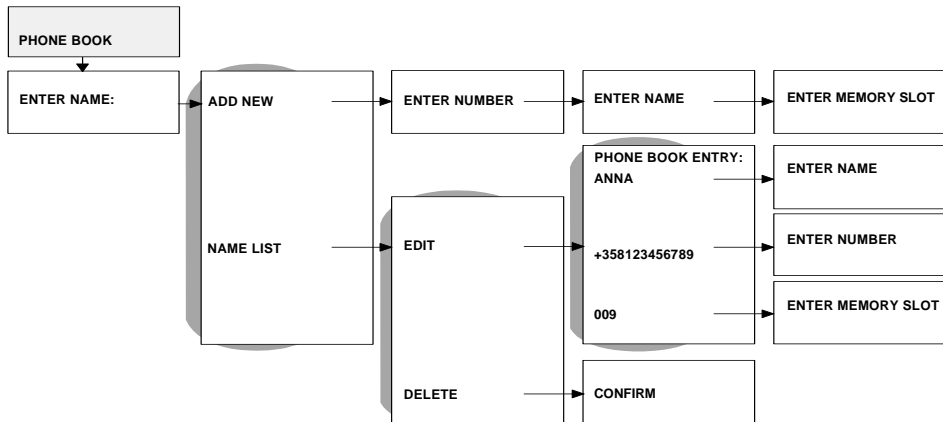 PHONE BOOK
ENTER NAME:
ADD NEW
ENTER NUMBER
ENTER NAME
ENTER MEMORY SLOT
PHONE BOOK ENTRY:
ANNA
ENTER NAME
NAME LIST
EDIT
+358123456789
ENTER NUMBER
009
ENTER MEMORY SLOT
DELETE
CONFIRM